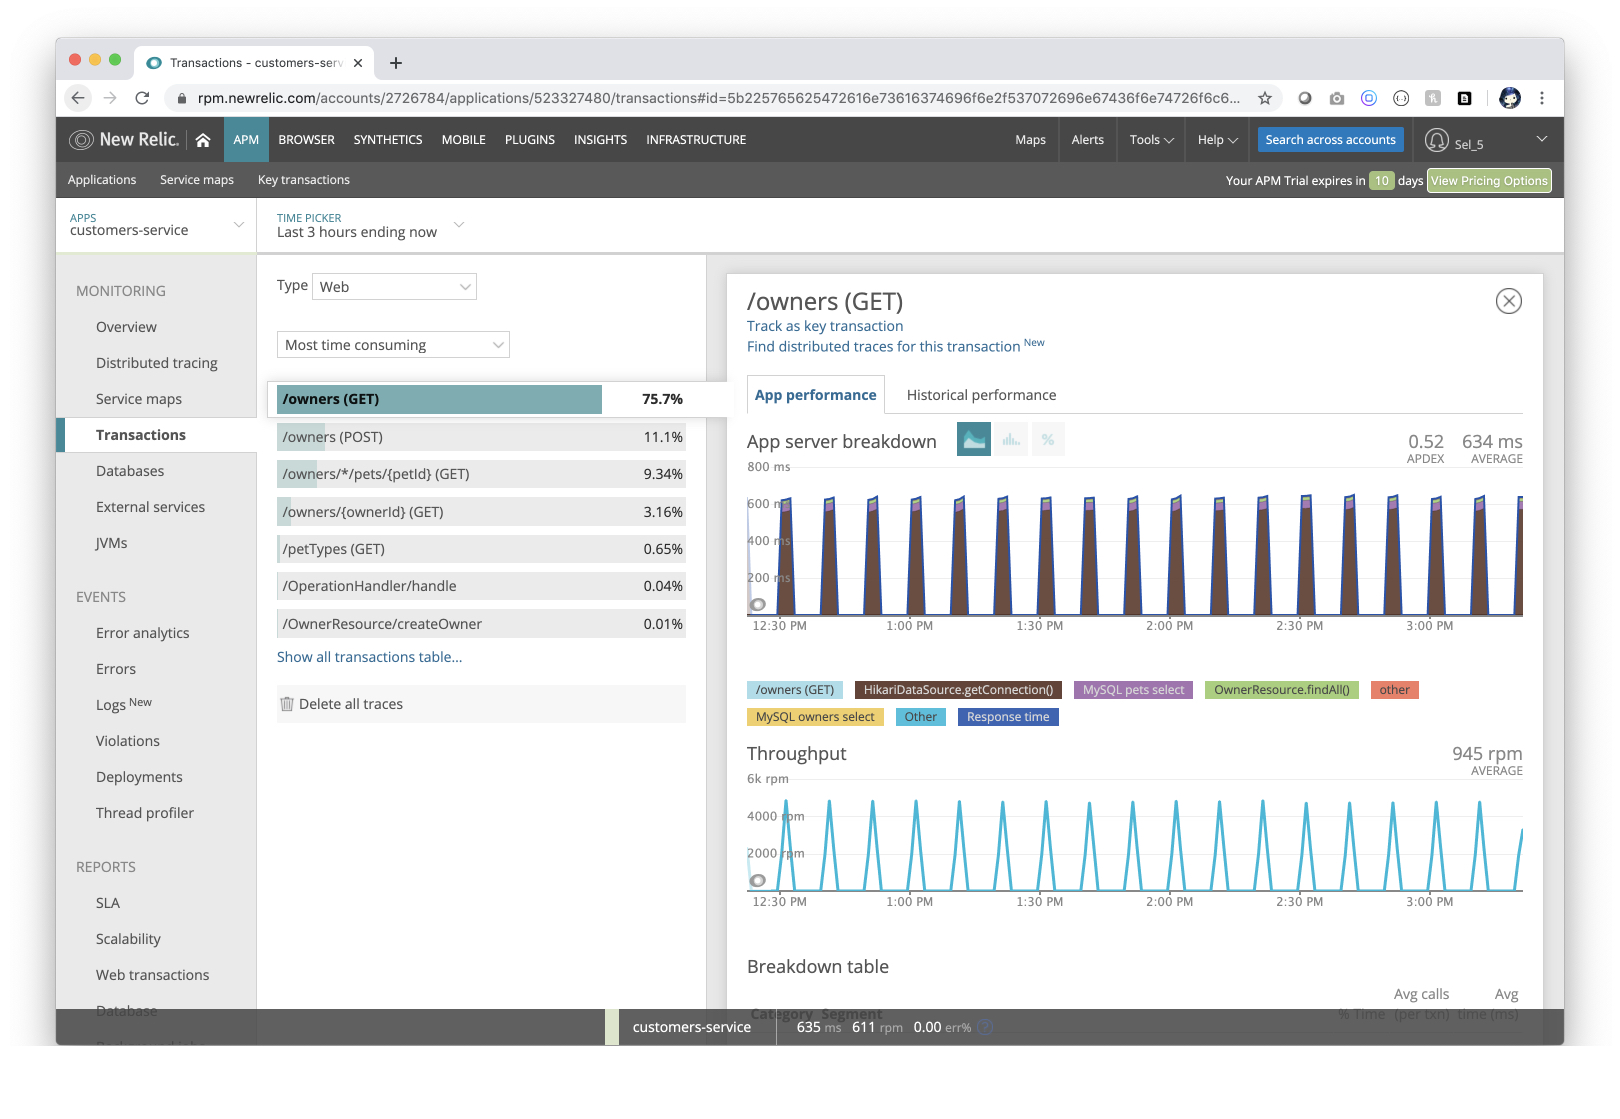 Transactions - customers-serv
rpm.newrelic.com/accounts/2726784/applications/523327480/transactions#id=5b225765625472616e73616374696f6e2f537072696e67436f6e74726f6c6...
New Relic. APM BROWSER SYNTHETICS MOBILE PLUGINS INSIGHTS INFRASTRUCTURE Maps Alerts Tools Help Search across accounts Sel_5
Applications Service maps Key transactions Your APM Trial expires in 10 days View Pricing Options
APPS
customers-service
TIME PICKER
Last 3 hours ending now
MONITORING
Overview
Distributed tracing
Service maps
Transactions
Databases
External services
JVMs
EVENTS
Error analytics
Errors
Logs New
Violations
Deployments
Thread profiler
REPORTS
SLA
Scalability
Web transactions
Database
Type Web
Most time consuming
/owners (GET) 75.7%
/owners (POST) 11.1%
/owners/*/pets/{petId} (GET) 9.34%
/owners/{ownerId} (GET) 3.16%
/petTypes (GET) 0.65%
/OperationHandler/handle 0.04%
/OwnerResource/createOwner 0.01%
Show all transactions table...
Delete all traces
/owners (GET)
Track as key transaction
Find distributed traces for this transaction New
App performance Historical performance
App server breakdown %
0.52 634 ms
APDEX AVERAGE
800 ms
600 ms
400 ms
200 ms
12:30 PM 1:00 PM 1:30 PM 2:00 PM 2:30 PM 3:00 PM
/owners (GET) HikariDataSource.getConnection() MySQL pets select OwnerResource.findAll() other
MySQL owners select Other Response time
Throughput 945 rpm
AVERAGE
6k rpm
4000 rpm
2000 rpm
12:30 PM 1:00 PM 1:30 PM 2:00 PM 2:30 PM 3:00 PM
Breakdown table
Avg calls Avg
Category Segment % Time (per txn) time (ms)
customers-service 635 ms 611 rpm 0.00 err% ?